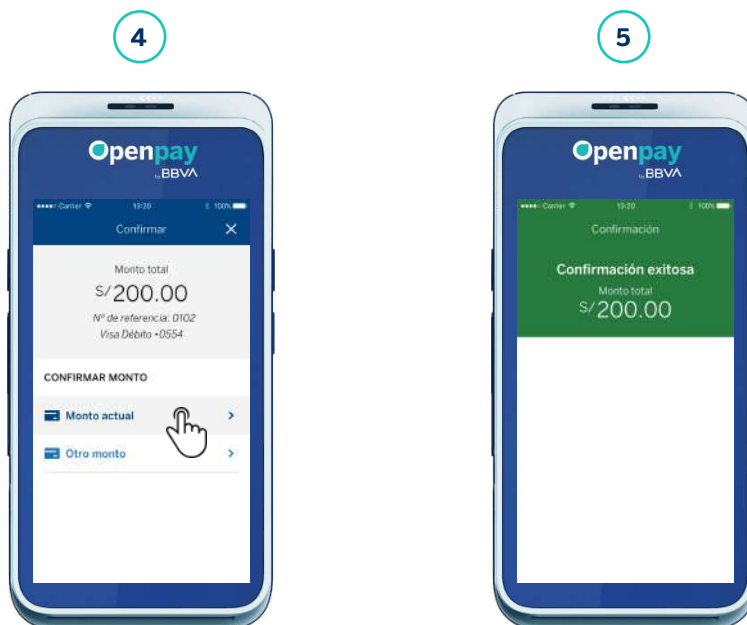 4
Openpay
by BBVA
Carrier 13:20 100%
Confirmar
Monto total
S/200.00
Nº de referencia: 0102
Visa Débito •0554
CONFIRMAR MONTO
Monto actual
Otro monto
5
Openpay
by BBVA
Carrier 13:20 100%
Confirmación
Confirmación exitosa
Monto total
S/200.00